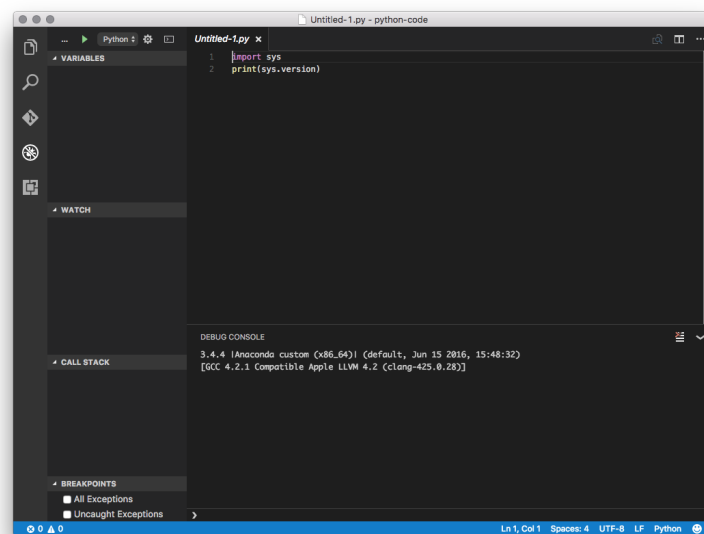 Untitled-1.py - python-code
... Python
Untitled-1.py ×
VARIABLES
1 import sys
2 print(sys.version)
WATCH
DEBUG CONSOLE
3.4.4 |Anaconda custom (x86_64)| (default, Jun 15 2016, 15:48:32)
[GCC 4.2.1 Compatible Apple LLVM 4.2 (clang-425.0.28)]
CALL STACK
BREAKPOINTS
All Exceptions
Uncaught Exceptions
0 0 Ln 1, Col 1 Spaces: 4 UTF-8 LF Python